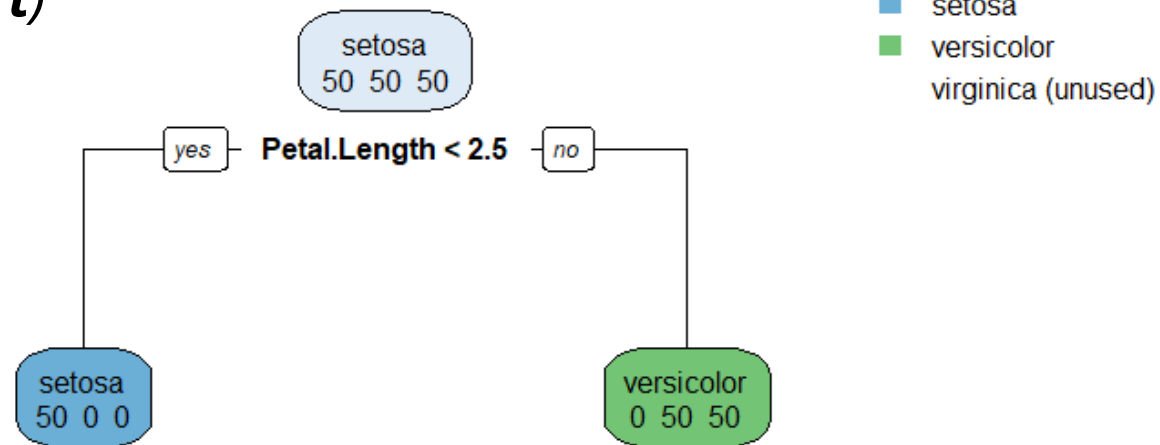 t)
setosa
versicolor
virginica (unused)
setosa
50 50 50
yes
Petal.Length < 2.5
no
setosa
50 0 0
versicolor
0 50 50